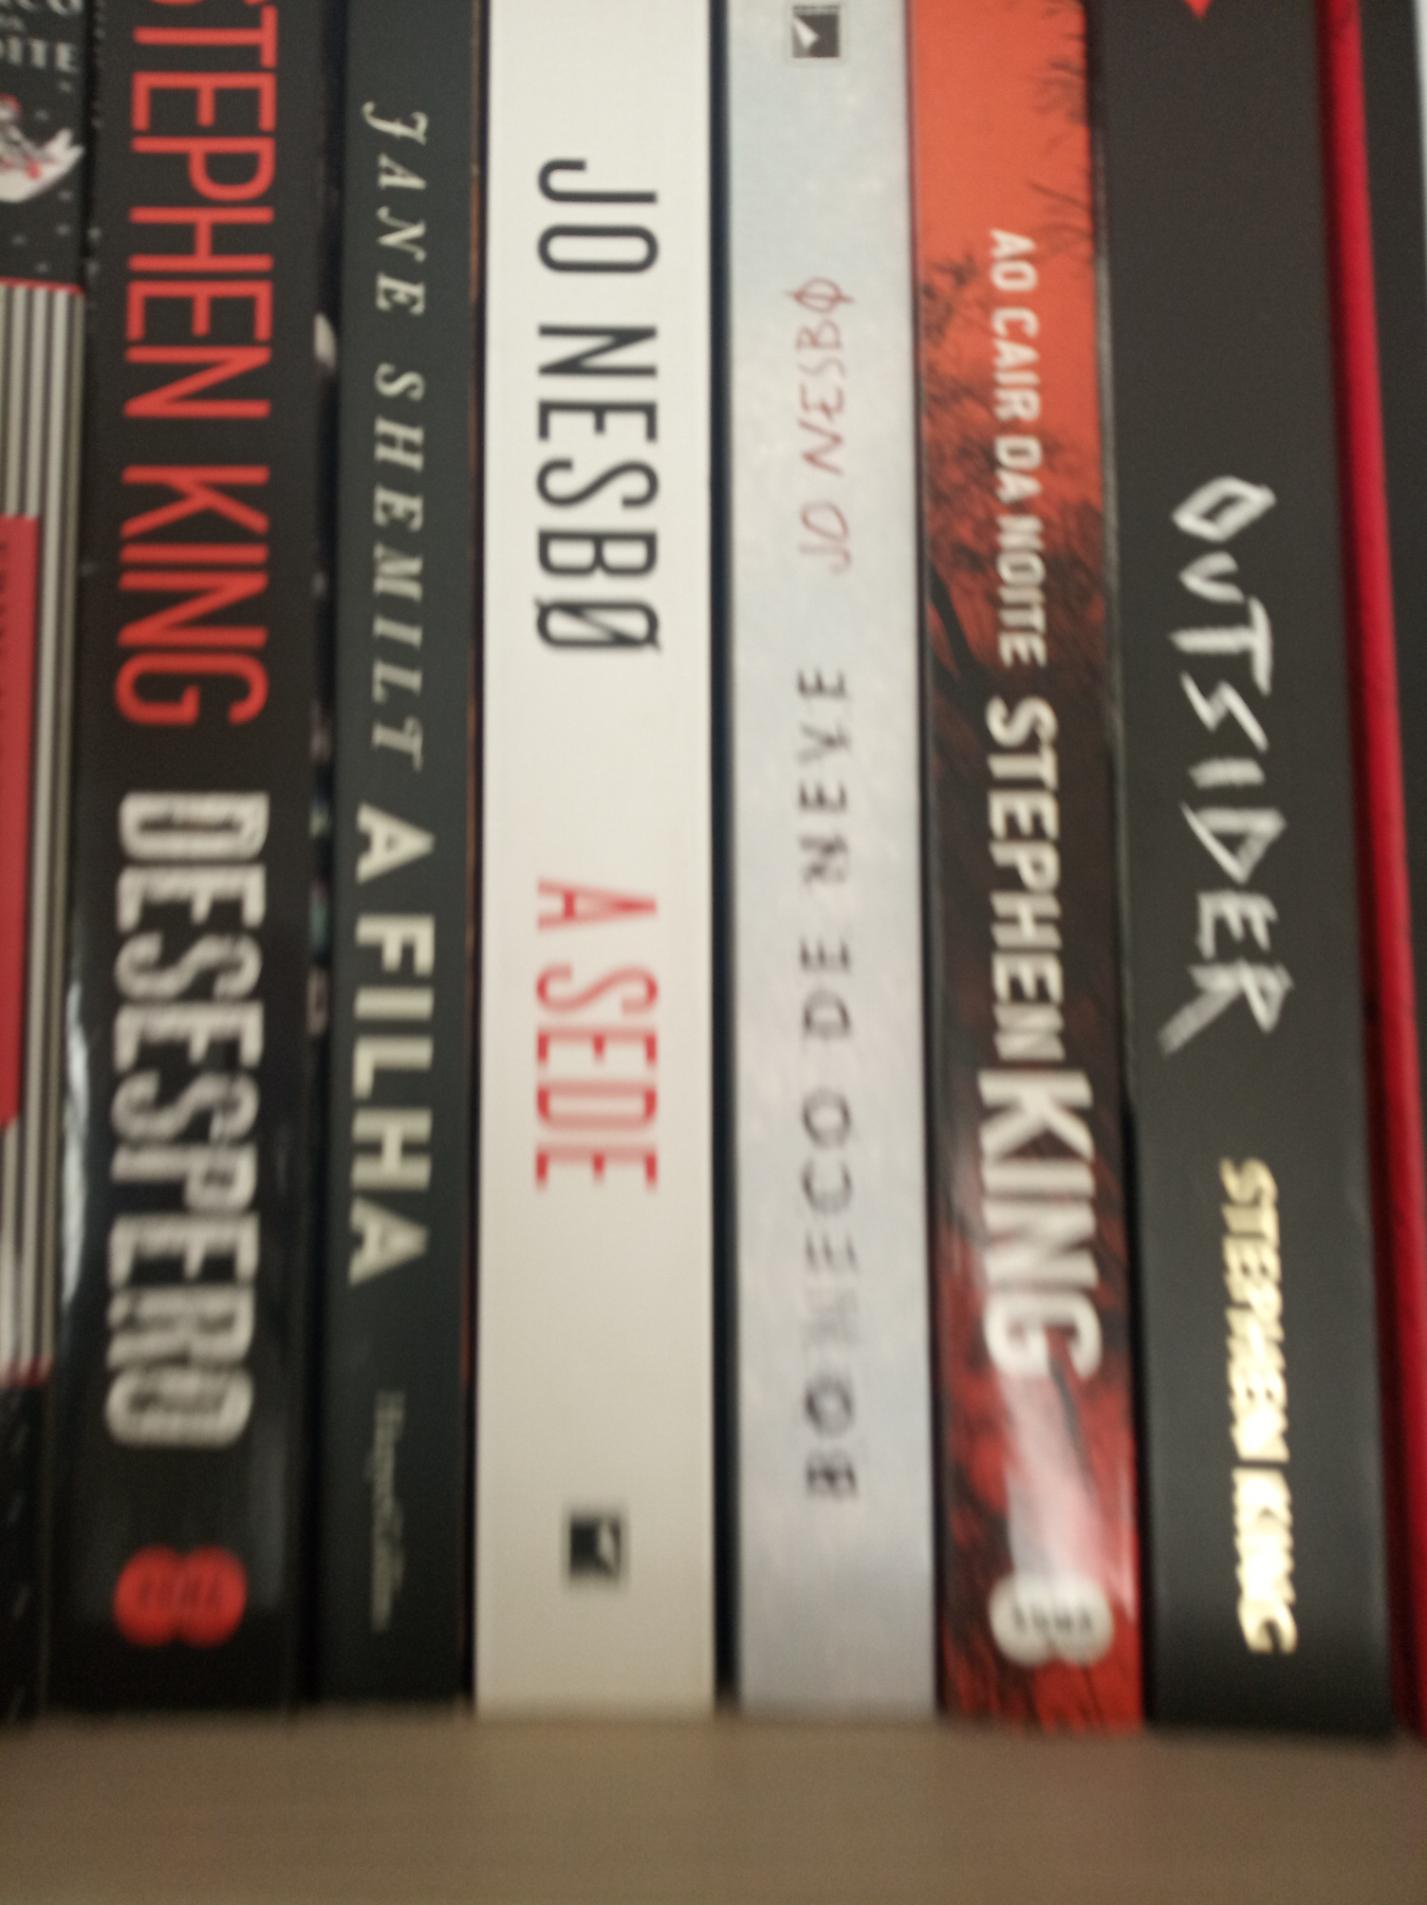 STEPHEN KING DESESPERO
JANE SHEMILT A FILHA
JO NESBØ A SEDE
BONECO DE NEVE JO NESBØ
AO CAIR DA NOITE STEPHEN KING
OUTSIDER STEPHEN KING